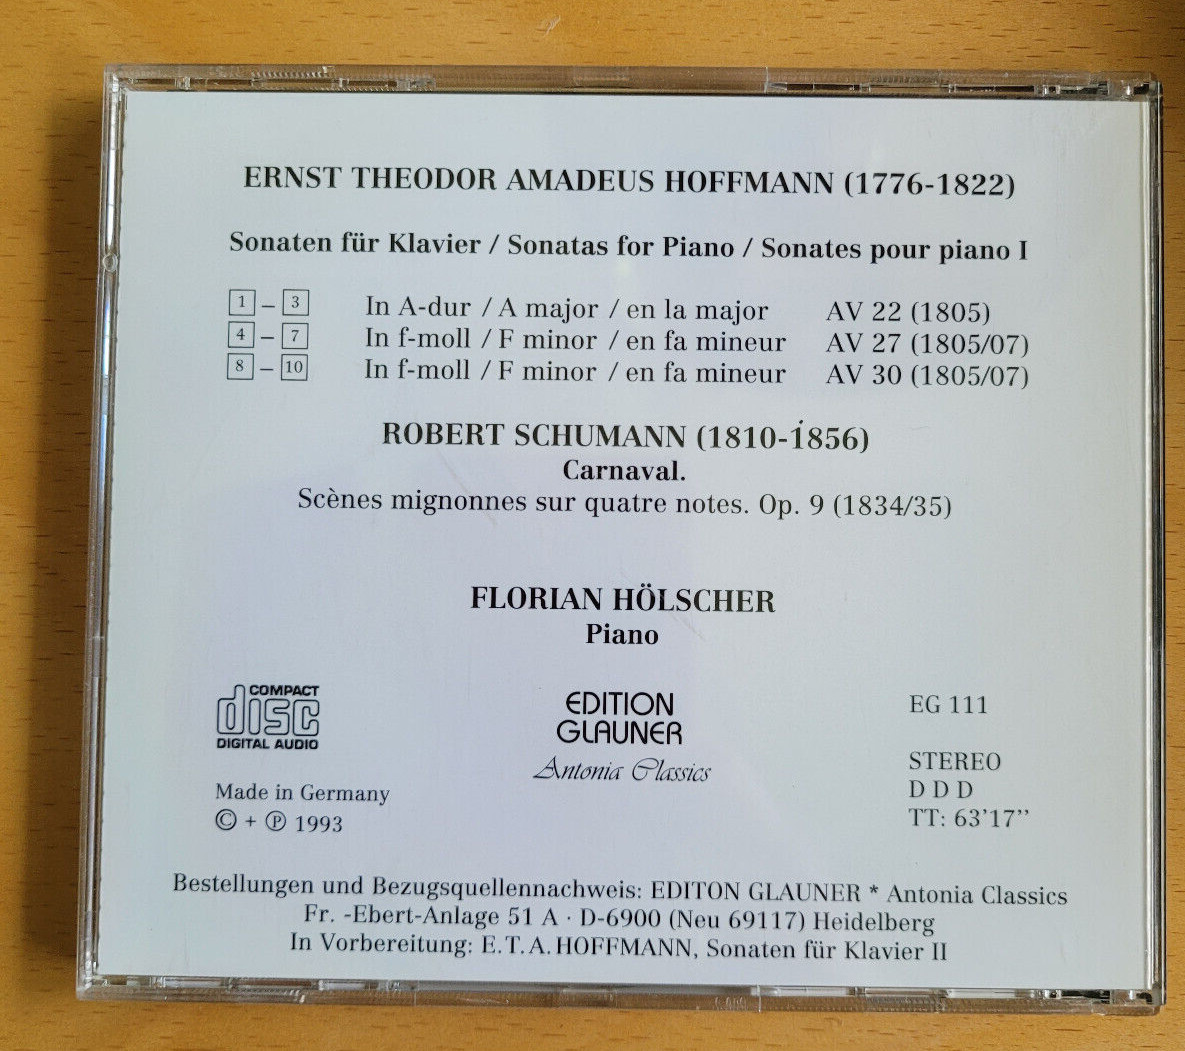 ERNST THEODOR AMADEUS HOFFMANN (1776-1822)
Sonaten für Klavier / Sonatas for Piano / Sonates pour piano I
1 – 3 In A-dur / A major / en la major AV 22 (1805)
4 – 7 In f-moll / F minor / en fa mineur AV 27 (1805/07)
8 – 10 In f-moll / F minor / en fa mineur AV 30 (1805/07)
ROBERT SCHUMANN (1810-1856)
Carnaval.
Scènes mignonnes sur quatre notes. Op. 9 (1834/35)
FLORIAN HÖLSCHER
Piano
COMPACT
disc
DIGITAL AUDIO
Made in Germany
© + ℗ 1993
EDITION
GLAUNER
Antonia Classics
EG 111
STEREO
D D D
TT: 63'17’’
Bestellungen und Bezugsquellennachweis: EDITON GLAUNER * Antonia Classics
Fr. -Ebert-Anlage 51 A · D-6900 (Neu 69117) Heidelberg
In Vorbereitung: E.T.A. HOFFMANN, Sonaten für Klavier II